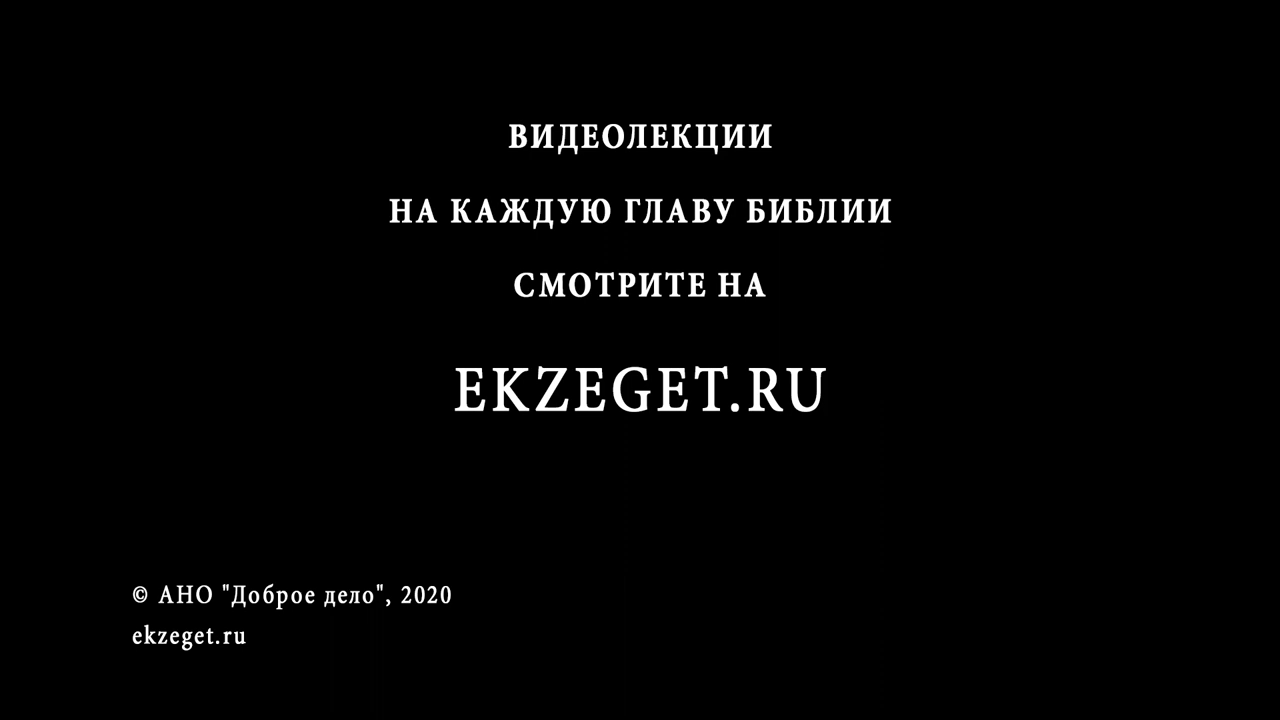 ВИДЕОЛЕКЦИИ
НА КАЖДУЮ ГЛАВУ БИБЛИИ
СМОТРИТЕ НА
EKZEGET.RU
© АНО "Доброе дело", 2020
ekzeget.ru